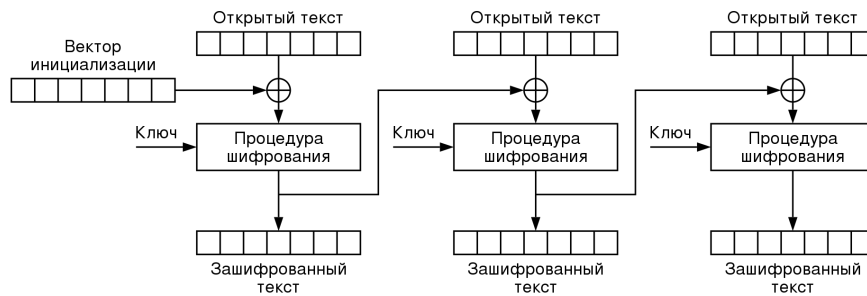 Открытый текст
Открытый текст
Открытый текст
Вектор
инициализации
Ключ
Процедура
шифрования
Ключ
Процедура
шифрования
Ключ
Процедура
шифрования
Зашифрованный
текст
Зашифрованный
текст
Зашифрованный
текст